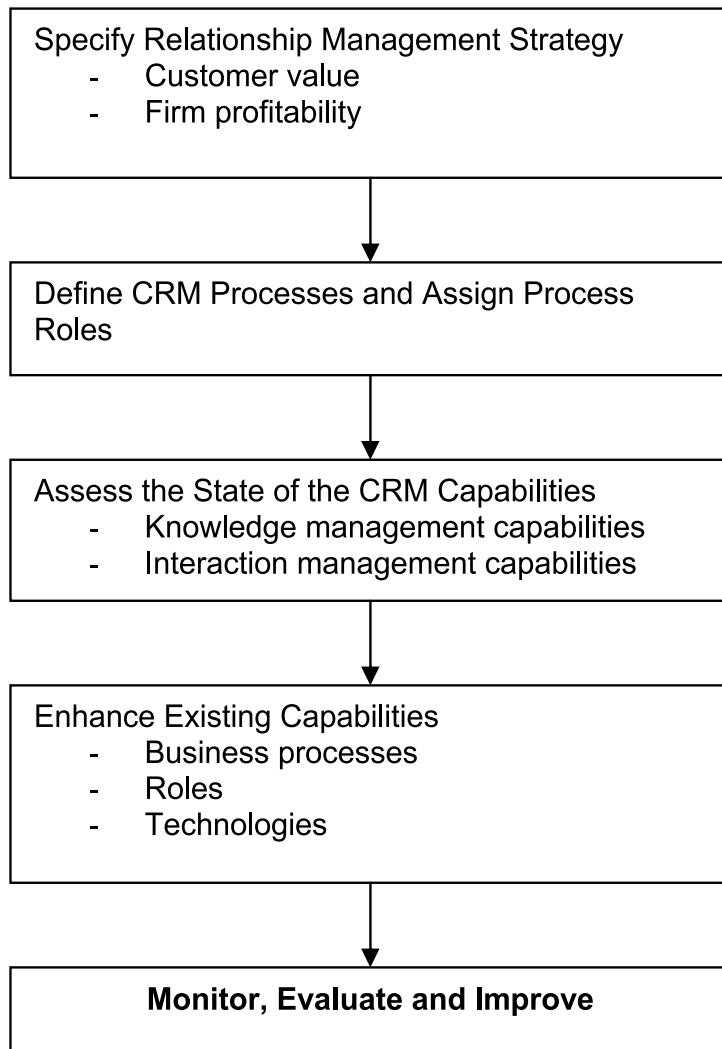 Specify Relationship Management Strategy
- Customer value
- Firm profitability
Define CRM Processes and Assign Process
Roles
Assess the State of the CRM Capabilities
- Knowledge management capabilities
- Interaction management capabilities
Enhance Existing Capabilities
- Business processes
- Roles
- Technologies
Monitor, Evaluate and Improve